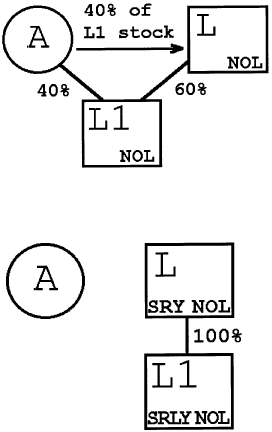 40% of
A L1 stock L
NOL
40% 60%
L1
NOL
A L
SRY NOL
100%
L1
SRLY NOL